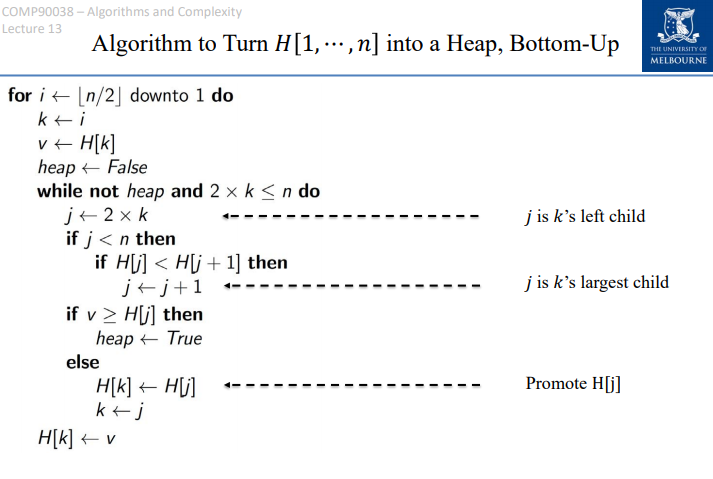 COMP90038 – Algorithms and Complexity
Lecture 13
Algorithm to Turn H[1, ⋯ , n] into a Heap, Bottom-Up
THE UNIVERSITY OF
MELBOURNE
for i ← ⌊n/2⌋ downto 1 do
k ← i
v ← H[k]
heap ← False
while not heap and 2 × k ≤ n do
j ← 2 × k
j is k's left child
if j < n then
if H[j] < H[j + 1] then
j ← j + 1
j is k's largest child
if v ≥ H[j] then
heap ← True
else
H[k] ← H[j]
Promote H[j]
k ← j
H[k] ← v